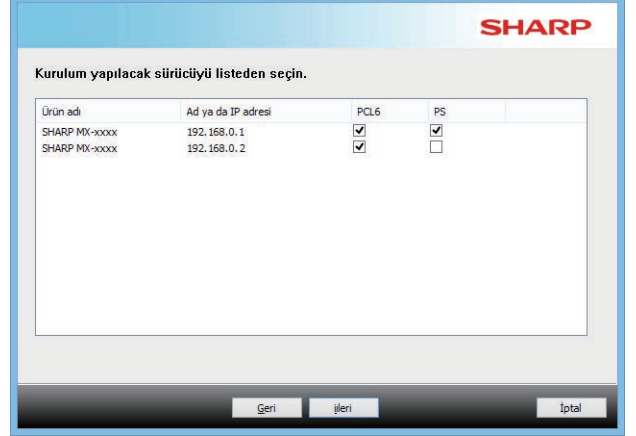 SHARP
Kurulum yapılacak sürücüyü listeden seçin.
Ürün adı Ad ya da IP adresi PCL6 PS
SHARP MX-xxxx 192.168.0.1
SHARP MX-xxxx 192.168.0.2
Geri ileri İptal